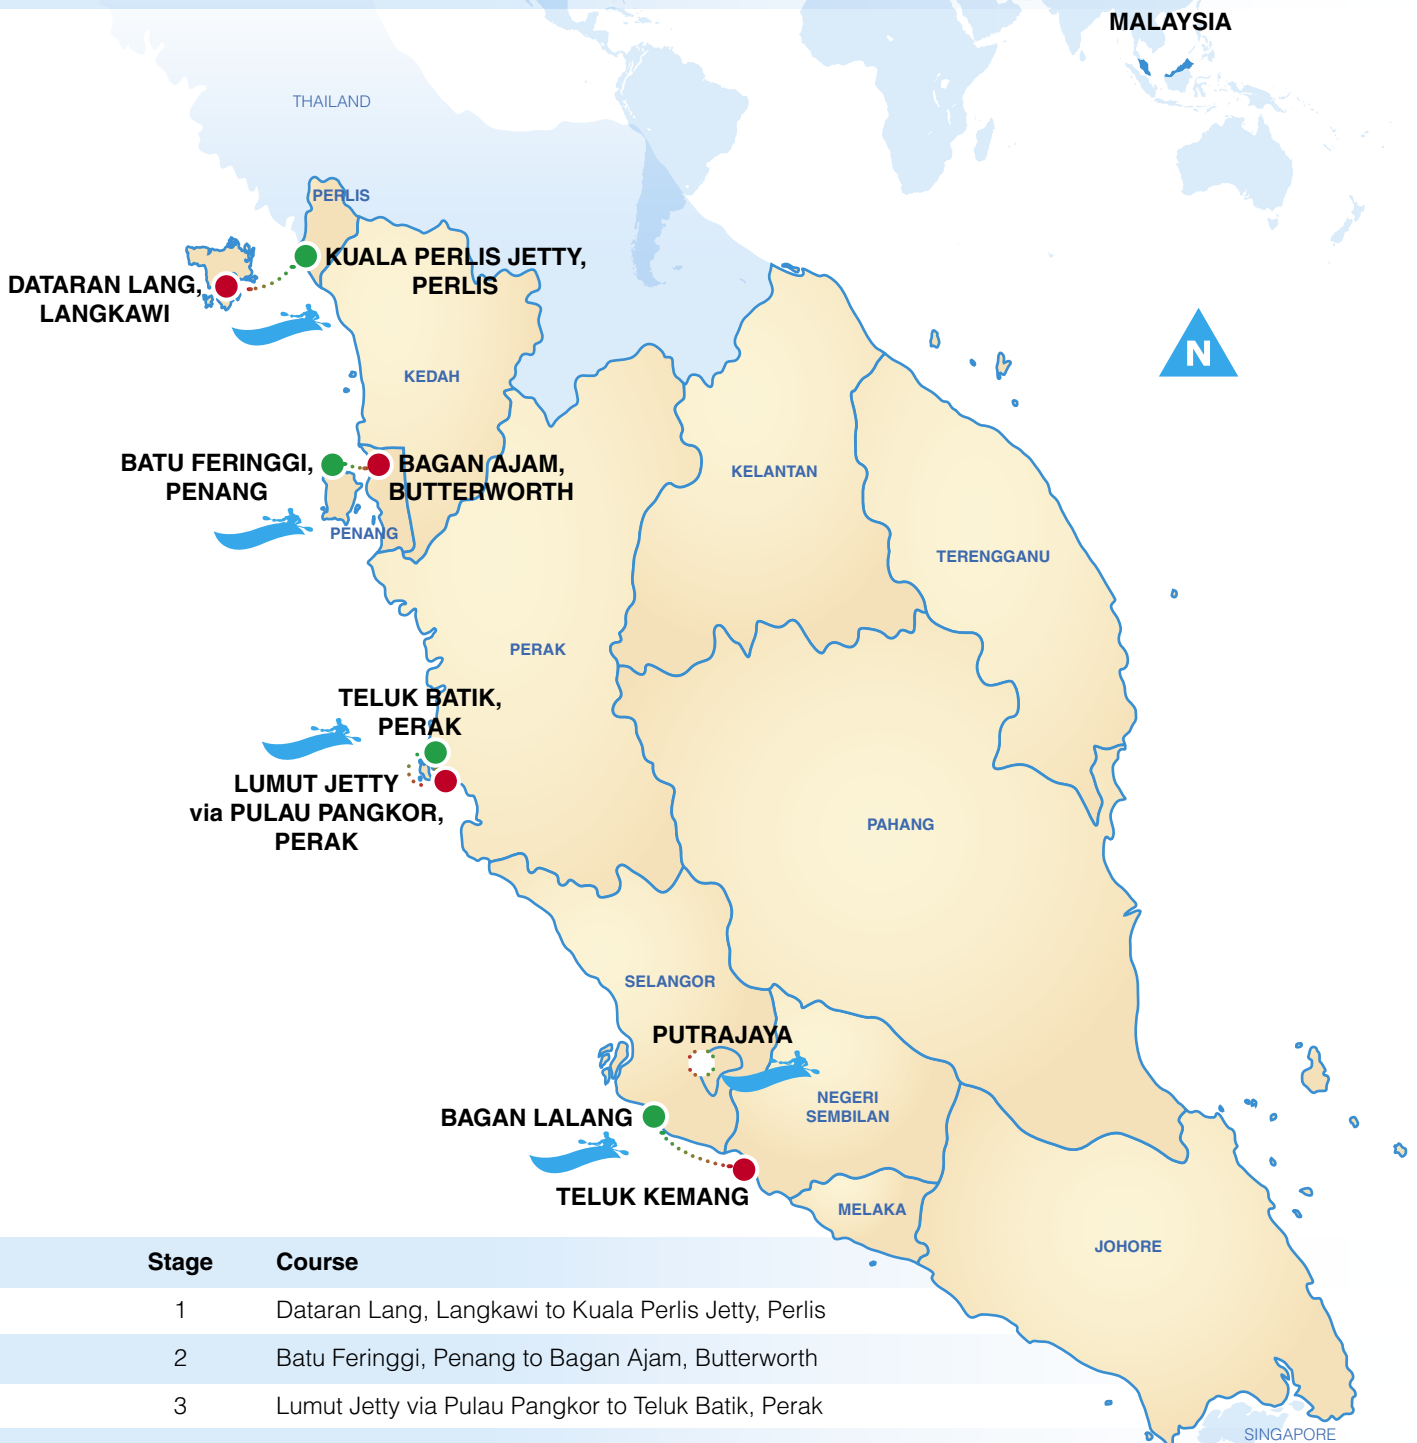 MALAYSIA
THAILAND
PERLIS
KUALA PERLIS JETTY,
PERLIS
DATARAN LANG,
LANGKAWI
N
KEDAH
BATU FERINGGI,
PENANG
BAGAN AJAM,
BUTTERWORTH
KELANTAN
PENANG
TERENGGANU
PERAK
TELUK BATIK,
PERAK
LUMUT JETTY
via PULAU PANGKOR,
PERAK
PAHANG
SELANGOR
PUTRAJAYA
NEGERI
SEMBILAN
BAGAN LALANG
TELUK KEMANG
MELAKA
JOHORE
Stage Course
1 Dataran Lang, Langkawi to Kuala Perlis Jetty, Perlis
2 Batu Feringgi, Penang to Bagan Ajam, Butterworth
3 Lumut Jetty via Pulau Pangkor to Teluk Batik, Perak
SINGAPORE